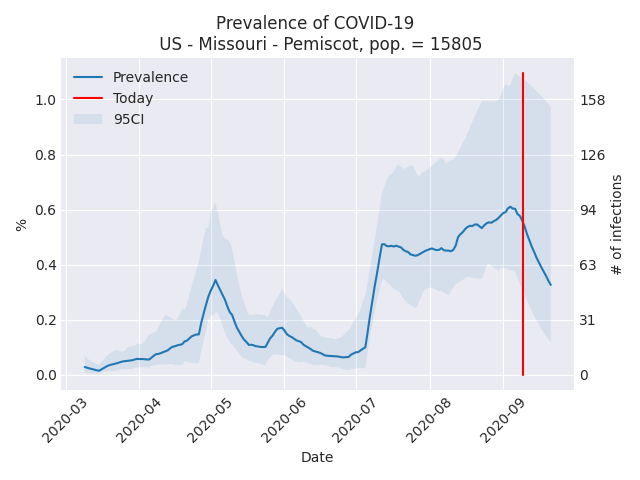 Prevalence of COVID-19
US - Missouri - Pemiscot, pop. = 15805
Prevalence
Today
95CI
%
1.0
0.8
0.6
0.4
0.2
0.0
158
126
94
63
31
0
# of infections
2020-03
2020-04
2020-05
2020-06
2020-07
2020-08
2020-09
Date